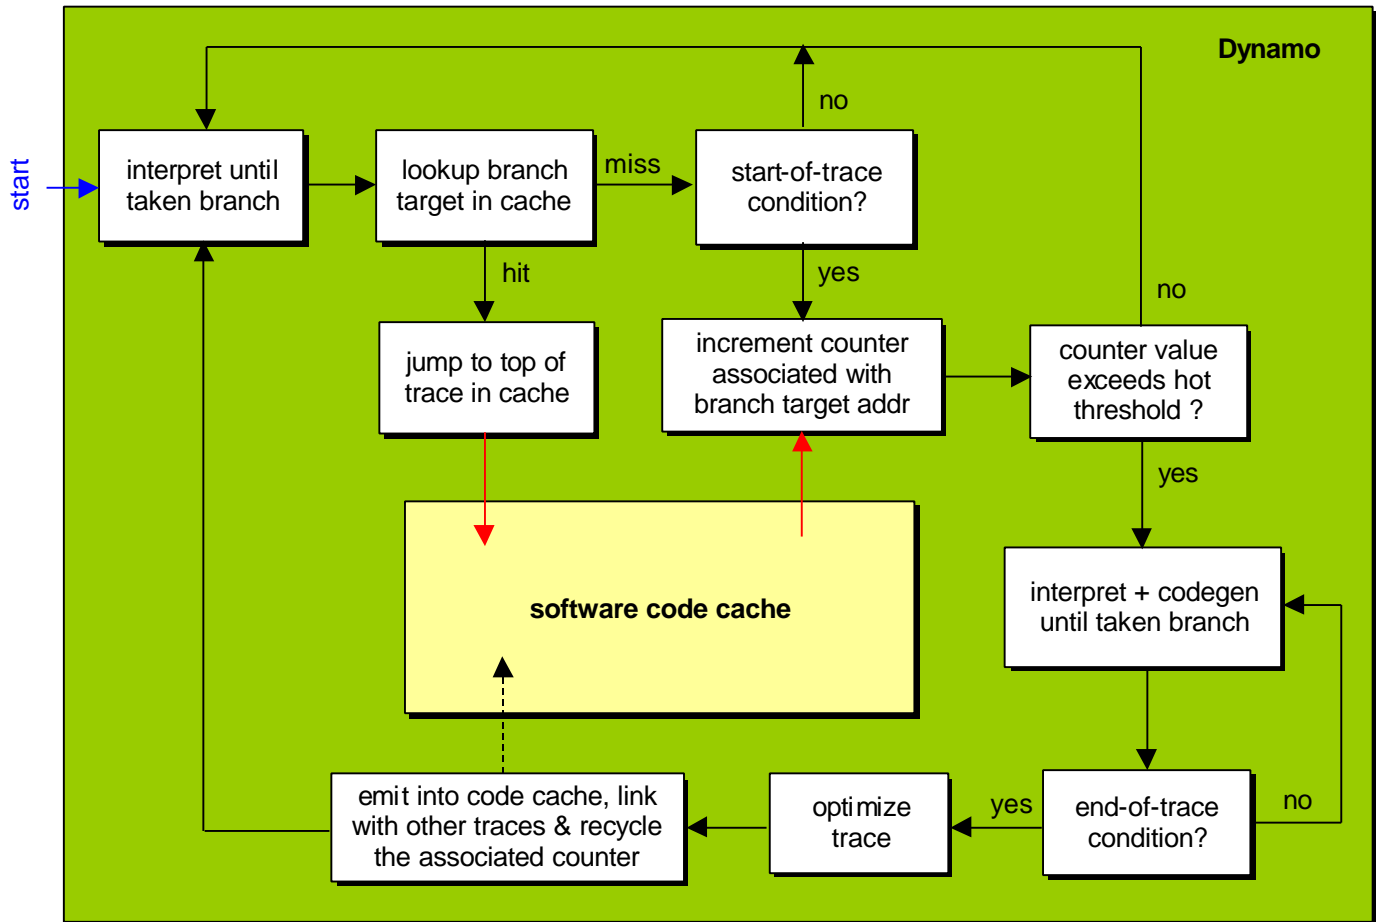 Dynamo
start
interpret until
taken branch
lookup branch
target in cache
miss
start-of-trace
condition?
no
hit
yes
no
jump to top of
trace in cache
increment counter
associated with
branch target addr
counter value
exceeds hot
threshold ?
yes
software code cache
interpret + codegen
until taken branch
emit into code cache, link
with other traces & recycle
the associated counter
optimize
trace
yes
end-of-trace
condition?
no